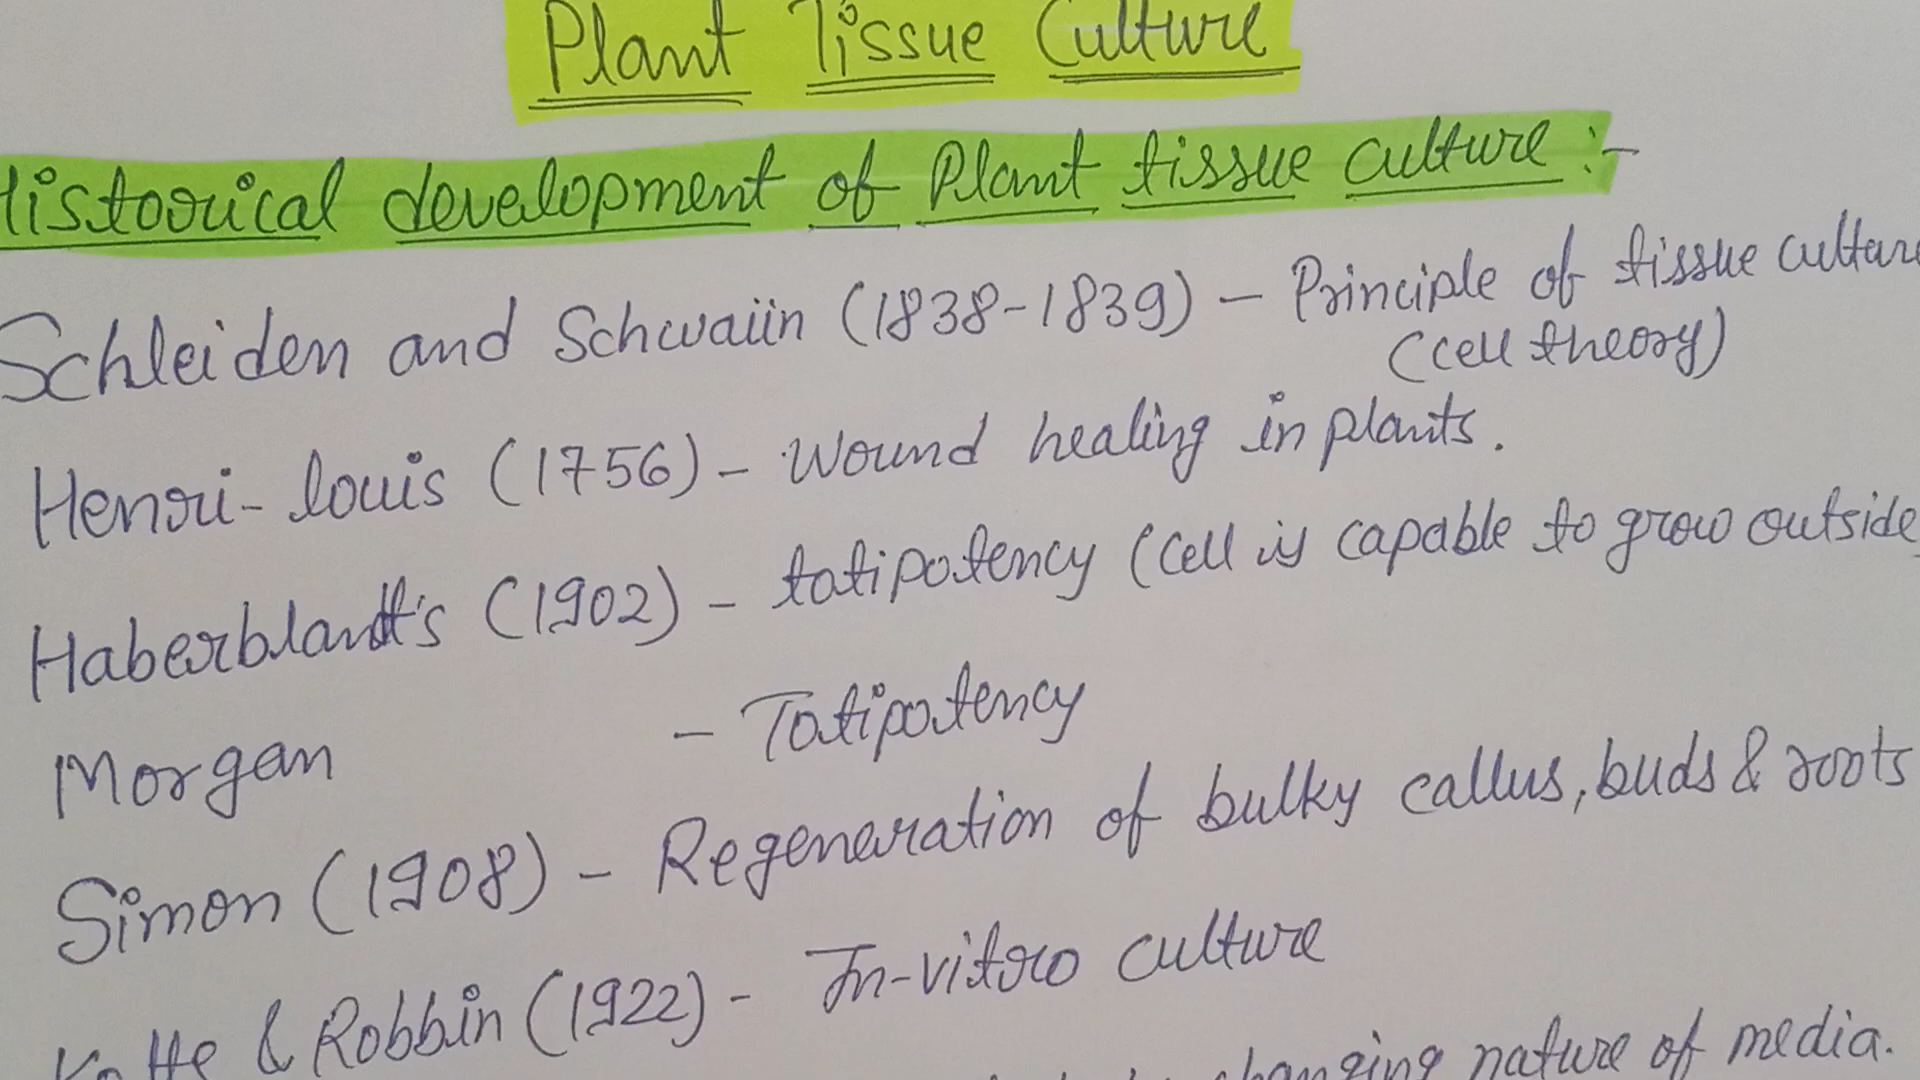 Plant Tissue Culture
Historical development of Plant tissue culture :-
Schleiden and Schwaiin (1838-1839) - Principle of tissue culture
(cell theory)
Henri-louis (1756) - Wound healing in plants.
Haberblandt's (1902) - totipotency (Cell is capable to grow outside
Morgan - Totipotency
Simon (1908) - Regeneration of bulky callus, buds & roots
Kotte & Robbin (1922) - In-vitro culture
changing nature of media.